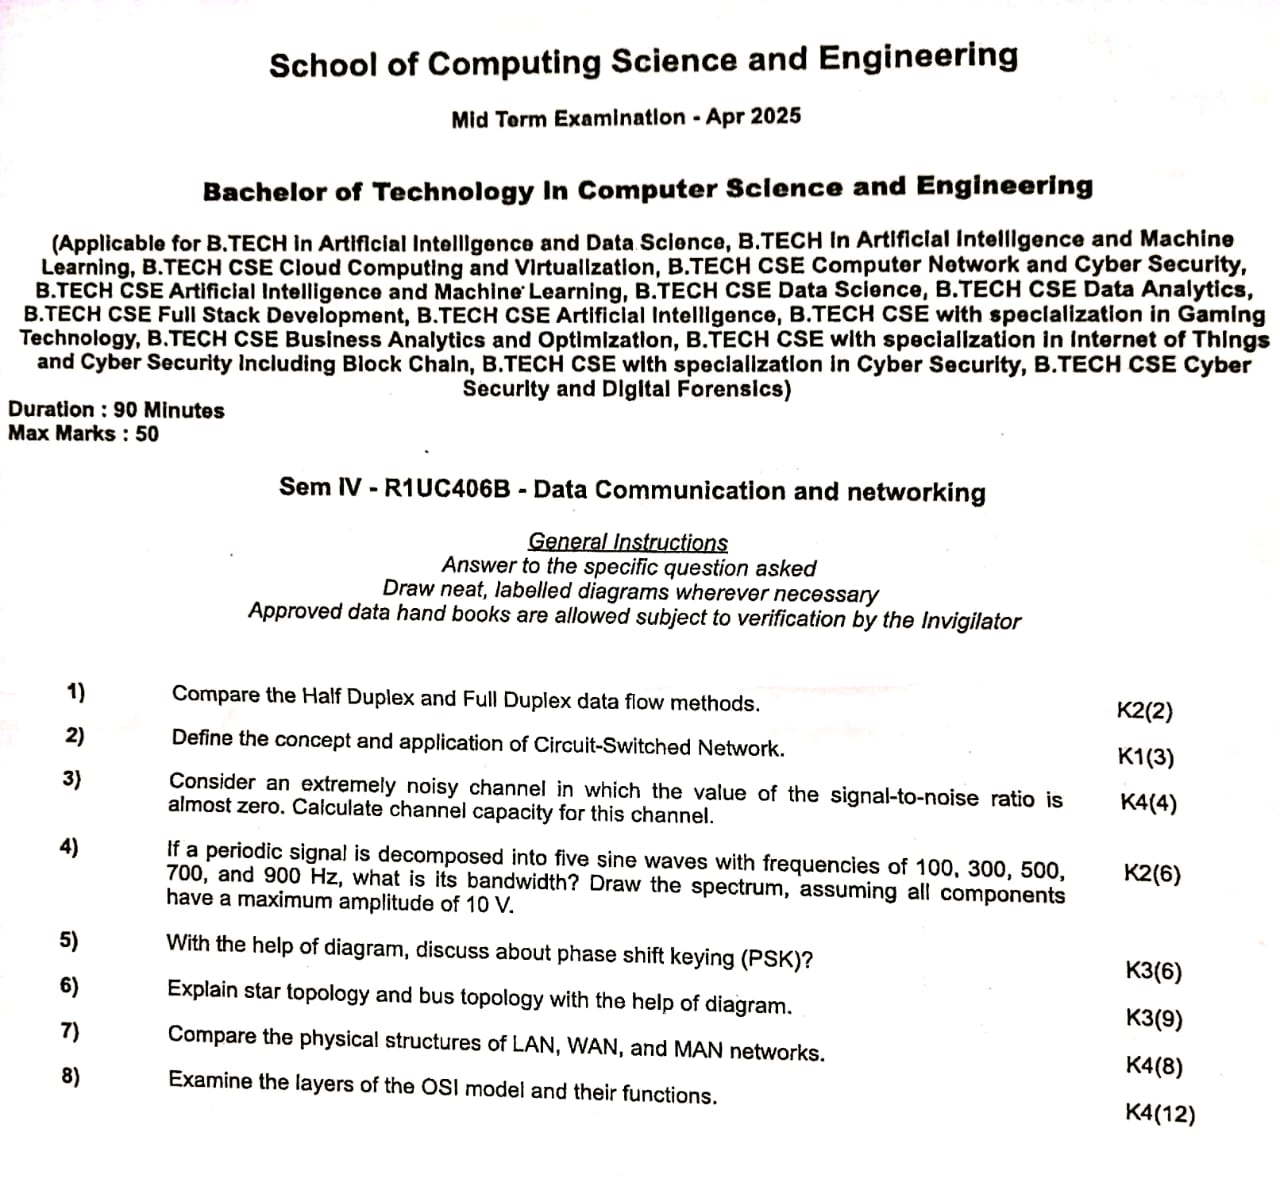 School of Computing Science and Engineering
Mid Term Examination - Apr 2025
Bachelor of Technology in Computer Science and Engineering
(Applicable for B.TECH in Artificial Intelligence and Data Science, B.TECH in Artificial Intelligence and Machine
Learning, B.TECH CSE Cloud Computing and Virtualization, B.TECH CSE Computer Network and Cyber Security,
B.TECH CSE Artificial Intelligence and Machine Learning, B.TECH CSE Data Science, B.TECH CSE Data Analytics,
B.TECH CSE Full Stack Development, B.TECH CSE Artificial Intelligence, B.TECH CSE with specialization in Gaming
Technology, B.TECH CSE Business Analytics and Optimization, B.TECH CSE with specialization in Internet of Things
and Cyber Security Including Block Chain, B.TECH CSE with specialization in Cyber Security, B.TECH CSE Cyber
Security and Digital Forensics)
Duration : 90 Minutes
Max Marks : 50
Sem IV - R1UC406B - Data Communication and networking
General Instructions
Answer to the specific question asked
Draw neat, labelled diagrams wherever necessary
Approved data hand books are allowed subject to verification by the Invigilator
1) Compare the Half Duplex and Full Duplex data flow methods. K2(2)
2) Define the concept and application of Circuit-Switched Network. K1(3)
3) Consider an extremely noisy channel in which the value of the signal-to-noise ratio is K4(4)
almost zero. Calculate channel capacity for this channel.
4) If a periodic signal is decomposed into five sine waves with frequencies of 100, 300, 500, K2(6)
700, and 900 Hz, what is its bandwidth? Draw the spectrum, assuming all components
have a maximum amplitude of 10 V.
5) With the help of diagram, discuss about phase shift keying (PSK)? K3(6)
6) Explain star topology and bus topology with the help of diagram. K3(9)
7) Compare the physical structures of LAN, WAN, and MAN networks. K4(8)
8) Examine the layers of the OSI model and their functions. K4(12)